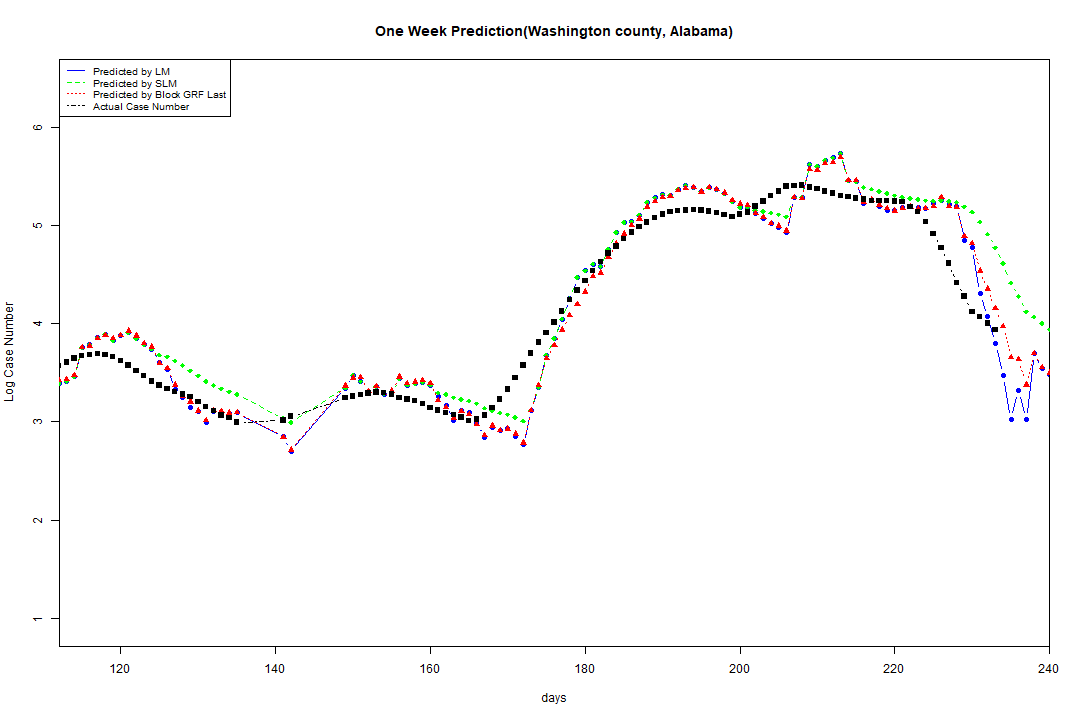 One Week Prediction(Washington county, Alabama)
Predicted by LM
Predicted by SLM
Predicted by Block GRF Last
Actual Case Number
Log Case Number
6
5
4
3
2
1
120
140
160
180
200
220
240
days